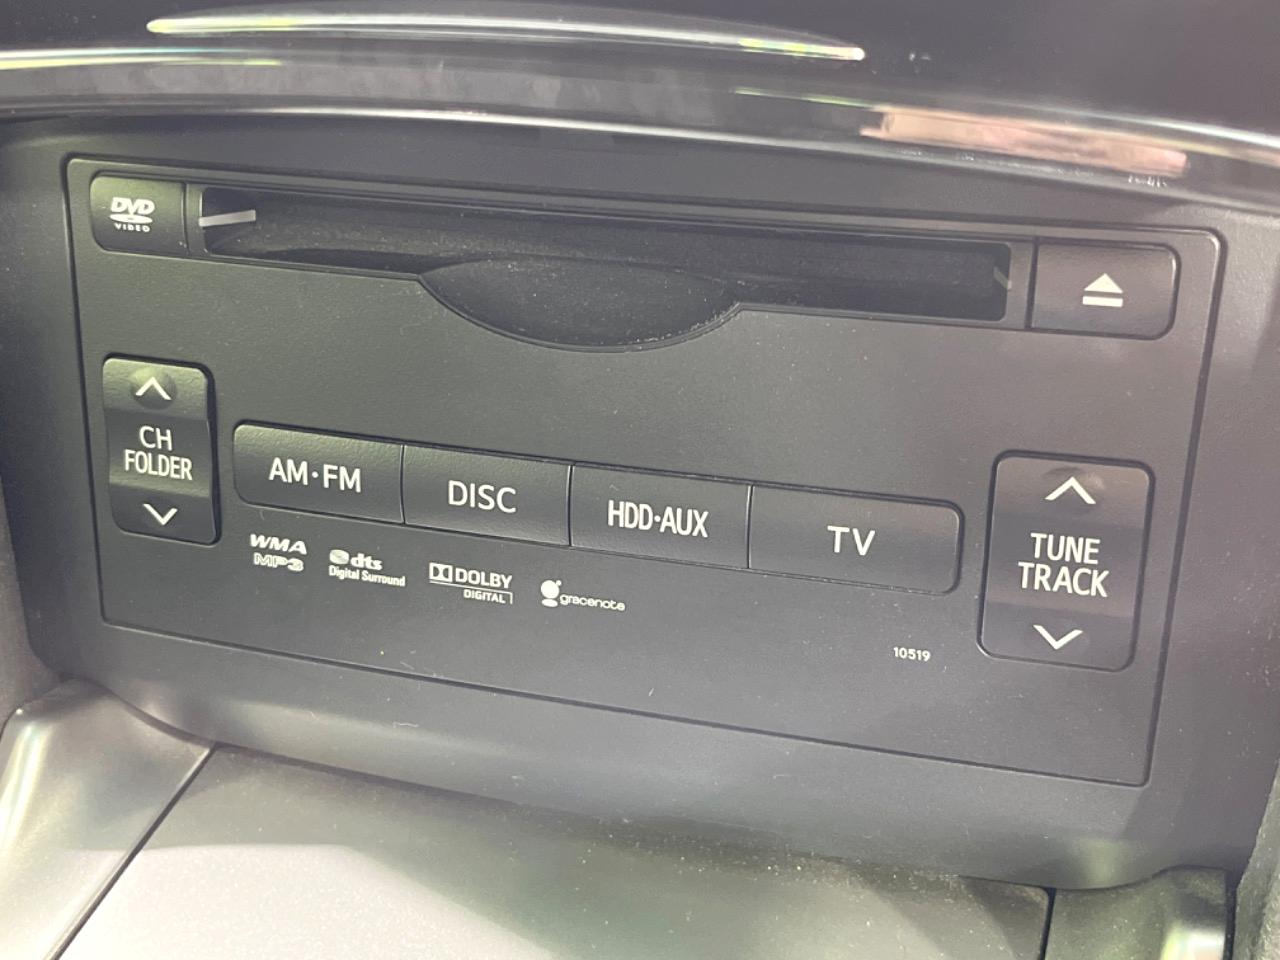 DVD
VIDEO
CH
FOLDER
AM·FM
DISC
HDD·AUX
TV
TUNE
TRACK
WMA
MP3
dts
Digital Surround
DOLBY
DIGITAL
gracenote
10519